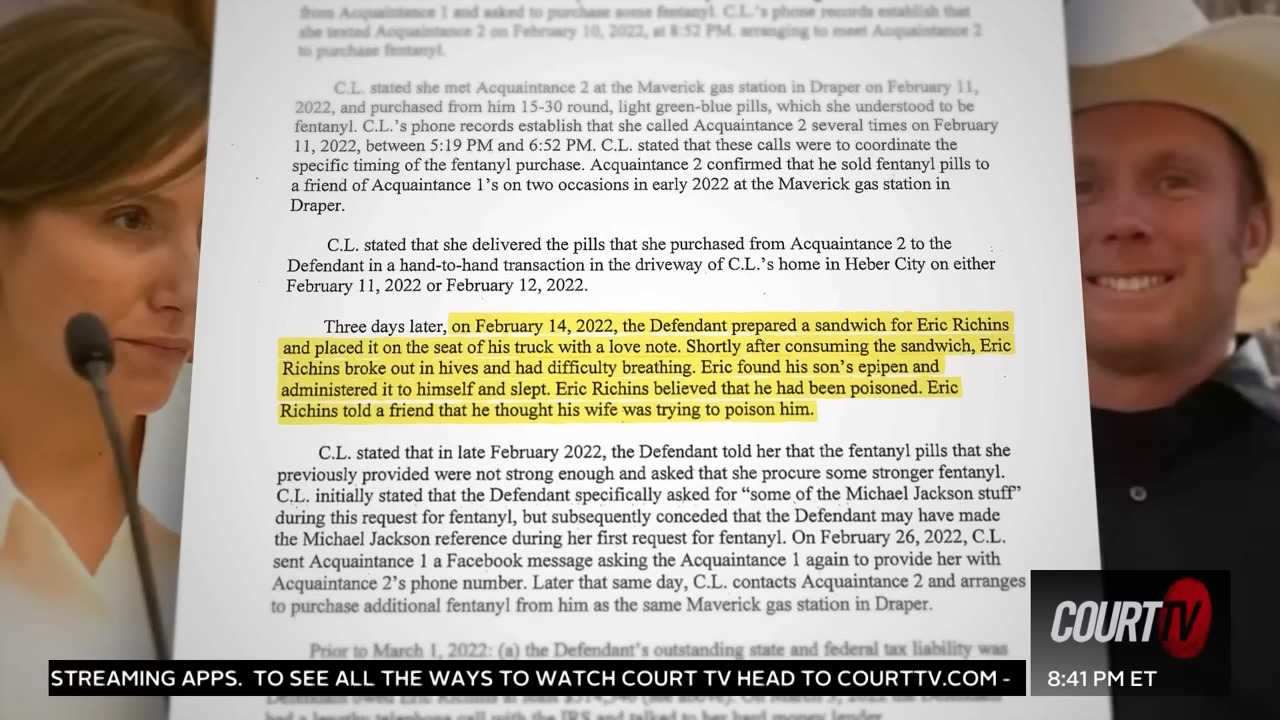 from Acquaintance 1 and asked to purchase some fentanyl. C.L.'s phone records establish that
she texted Acquaintance 2 on February 10, 2022, at 8:52 PM. arranging to meet Acquaintance 2
to purchase fentanyl.
C.L. stated she met Acquaintance 2 at the Maverick gas station in Draper on February 11,
2022, and purchased from him 15-30 round, light green-blue pills, which she understood to be
fentanyl. C.L.'s phone records establish that she called Acquaintance 2 several times on February
11, 2022, between 5:19 PM and 6:52 PM. C.L. stated that these calls were to coordinate the
specific timing of the fentanyl purchase. Acquaintance 2 confirmed that he sold fentanyl pills to
a friend of Acquaintance 1's on two occasions in early 2022 at the Maverick gas station in
Draper.
C.L. stated that she delivered the pills that she purchased from Acquaintance 2 to the
Defendant in a hand-to-hand transaction in the driveway of C.L.'s home in Heber City on either
February 11, 2022 or February 12, 2022.
Three days later, on February 14, 2022, the Defendant prepared a sandwich for Eric Richins
and placed it on the seat of his truck with a love note. Shortly after consuming the sandwich, Eric
Richins broke out in hives and had difficulty breathing. Eric found his son's epipen and
administered it to himself and slept. Eric Richins believed that he had been poisoned. Eric
Richins told a friend that he thought his wife was trying to poison him.
C.L. stated that in late February 2022, the Defendant told her that the fentanyl pills that she
previously provided were not strong enough and asked that she procure some stronger fentanyl.
C.L. initially stated that the Defendant specifically asked for "some of the Michael Jackson stuff"
during this request for fentanyl, but subsequently conceded that the Defendant may have made
the Michael Jackson reference during her first request for fentanyl. On February 26, 2022, C.L.
sent Acquaintance 1 a Facebook message asking the Acquaintance 1 again to provide her with
Acquaintance 2's phone number. Later that same day, C.L. contacts Acquaintance 2 and arranges
to purchase additional fentanyl from him as the same Maverick gas station in Draper.
Prior to March 1, 2022: (a) the Defendant's outstanding state and federal tax liability was
had a lengthy telephone call with the IRS and talked to her hard money lender
COURT TV
STREAMING APPS. TO SEE ALL THE WAYS TO WATCH COURT TV HEAD TO COURTTV.COM -
8:41 PM ET